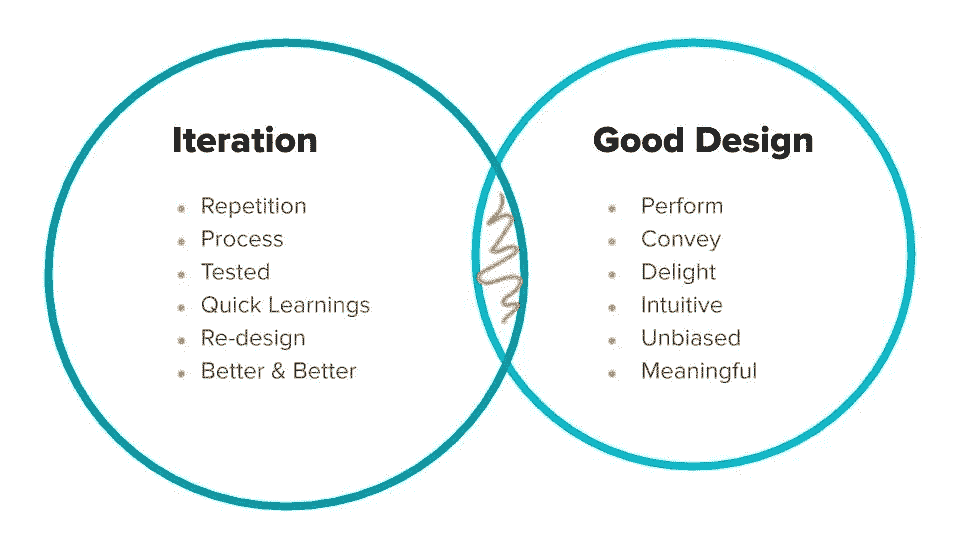 Iteration
Repetition
Process
Tested
Quick Learnings
Re-design
Better & Better
Good Design
Perform
Convey
Delight
Intuitive
Unbiased
Meaningful